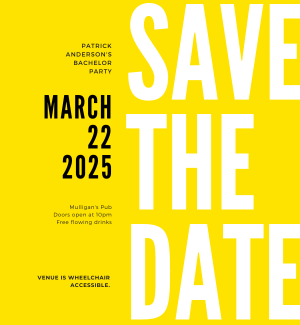 PATRICK
ANDERSON'S
BACHELOR
PARTY
MARCH
22
2025
Mulligan's Pub
Doors open at 10pm
Free flowing drinks
VENUE IS WHEELCHAIR
ACCESSIBLE.
SAVE
THE
DATE